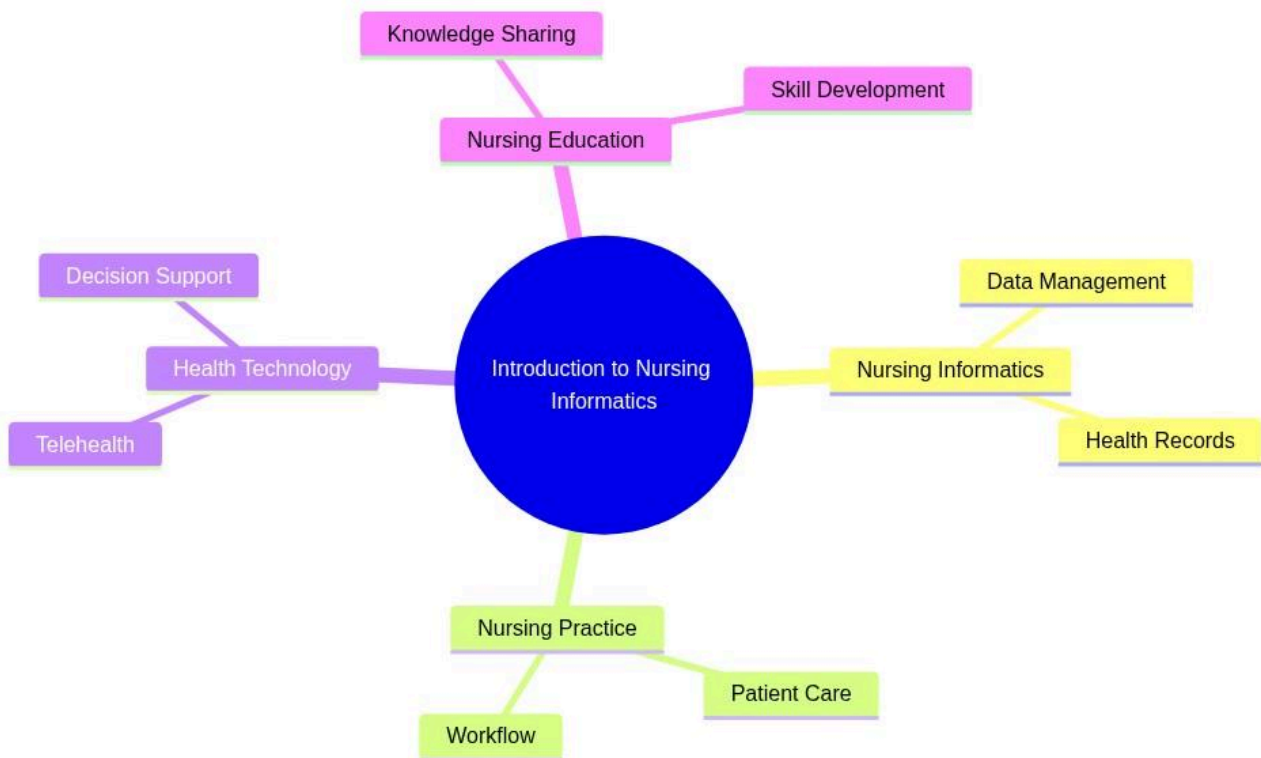 Knowledge Sharing
Skill Development
Nursing Education
Decision Support
Data Management
Health Technology
Introduction to Nursing
Informatics
Nursing Informatics
Telehealth
Health Records
Nursing Practice
Patient Care
Workflow